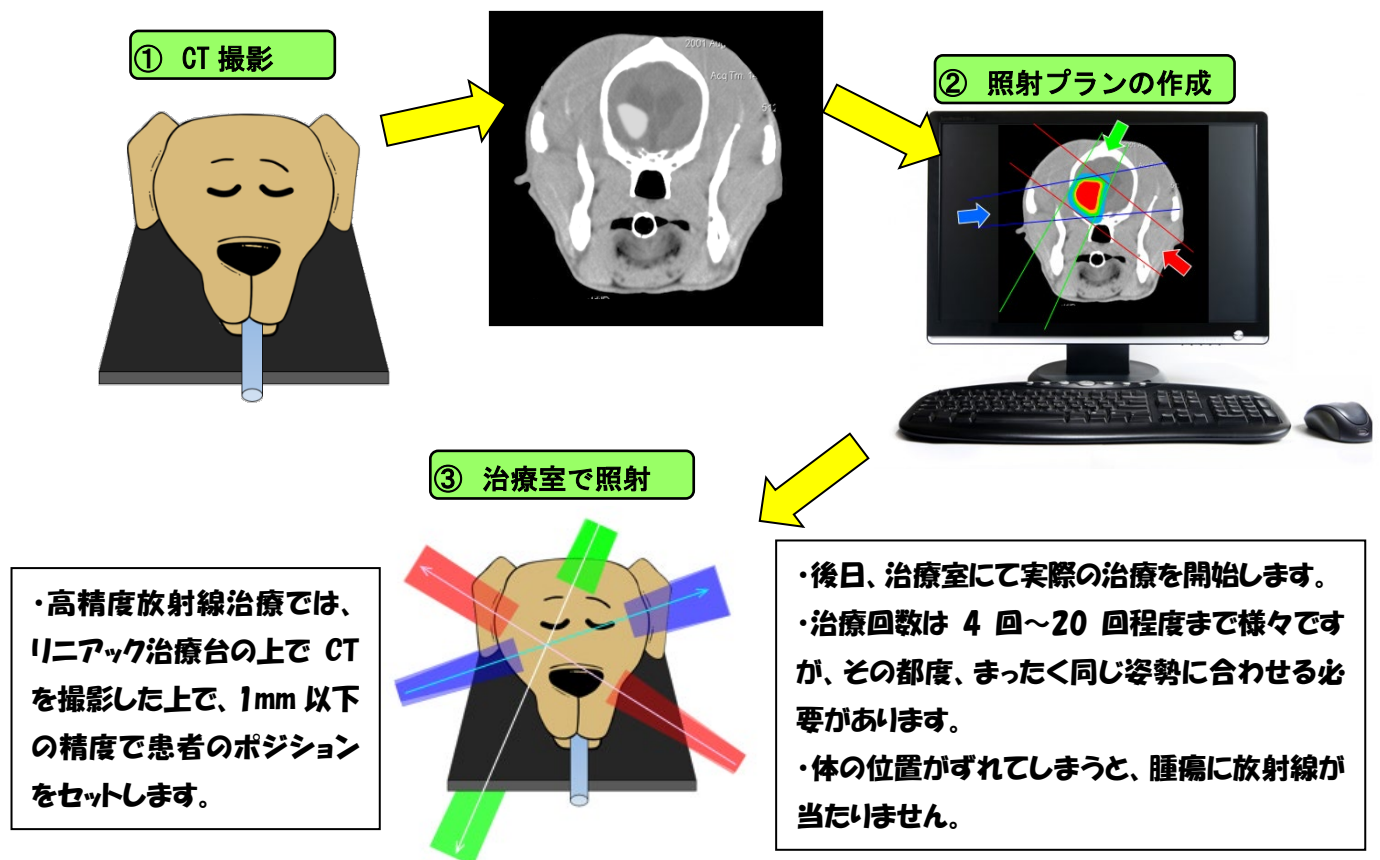 ① CT 撮影
2001 Aug
Acq Tm: 1
② 照射プランの作成
③ 治療室で照射
・高精度放射線治療では、
リニアック治療台の上で CT
を撮影した上で、1mm 以下
の精度で患者のポジション
をセットします。
・後日、治療室にて実際の治療を開始します。
・治療回数は 4 回～20 回程度まで様々です
が、その都度、まったく同じ姿勢に合わせる必
要があります。
・体の位置がずれてしまうと、腫瘍に放射線が
当たりません。